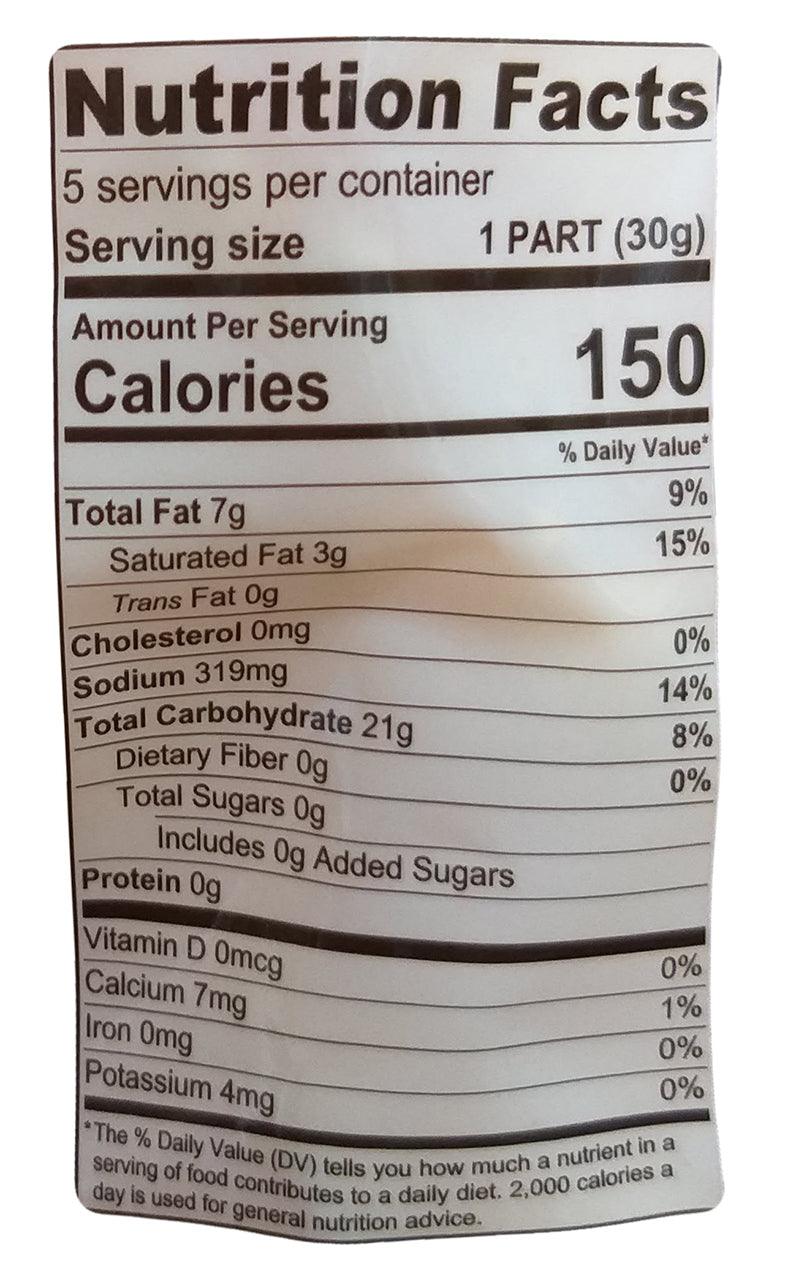 Nutrition Facts
5 servings per container
Serving size 1 PART (30g)
Amount Per Serving
Calories 150
% Daily Value*
Total Fat 7g 9%
Saturated Fat 3g 15%
Trans Fat 0g
Cholesterol 0mg 0%
Sodium 319mg 14%
Total Carbohydrate 21g 8%
Dietary Fiber 0g 0%
Total Sugars 0g
Includes 0g Added Sugars
Protein 0g
Vitamin D 0mcg 0%
Calcium 7mg 1%
Iron 0mg 0%
Potassium 4mg 0%
*The % Daily Value (DV) tells you how much a nutrient in a
serving of food contributes to a daily diet. 2,000 calories a
day is used for general nutrition advice.